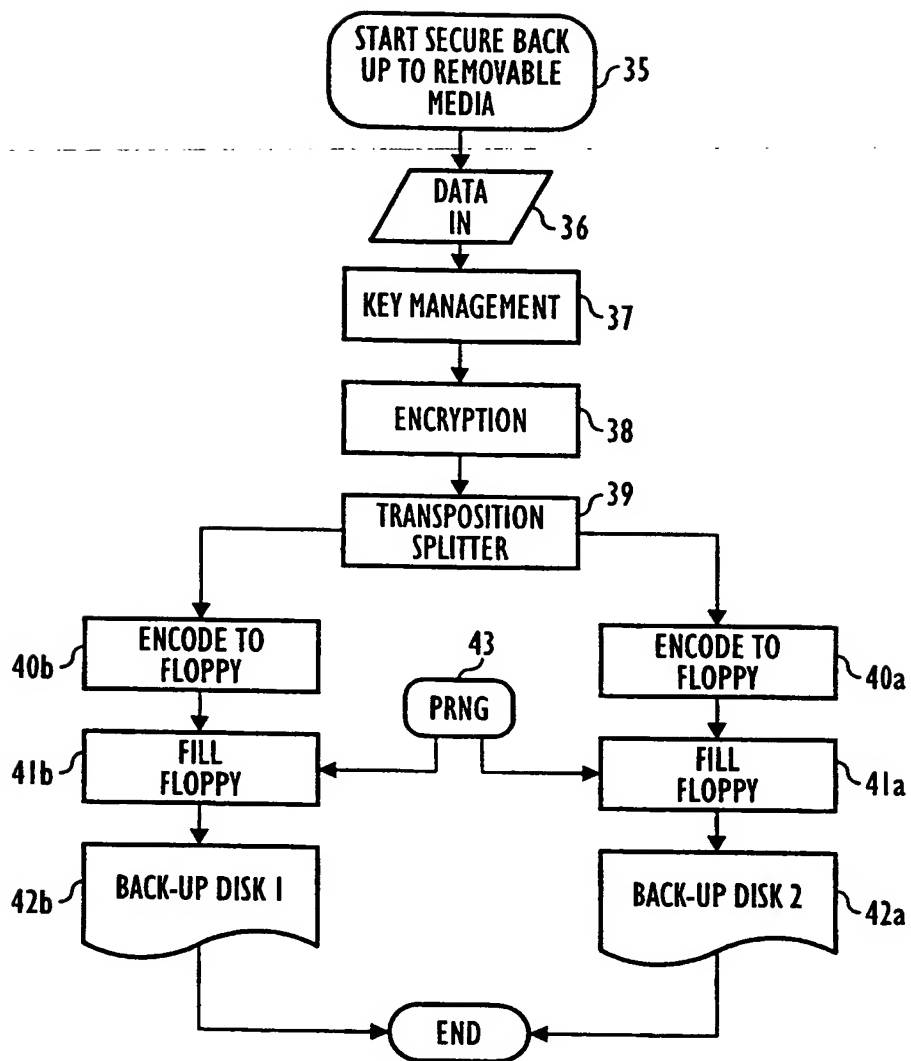 START SECURE BACK
UP TO REMOVABLE
MEDIA
35
DATA
IN
36
KEY MANAGEMENT
37
ENCRYPTION
38
39
TRANSPOSITION
SPLITTER
40b
ENCODE TO
FLOPPY
43
PRNG
ENCODE TO
FLOPPY
40a
41b
FILL
FLOPPY
FILL
FLOPPY
41a
42b
BACK-UP DISK 1
BACK-UP DISK 2
42a
END